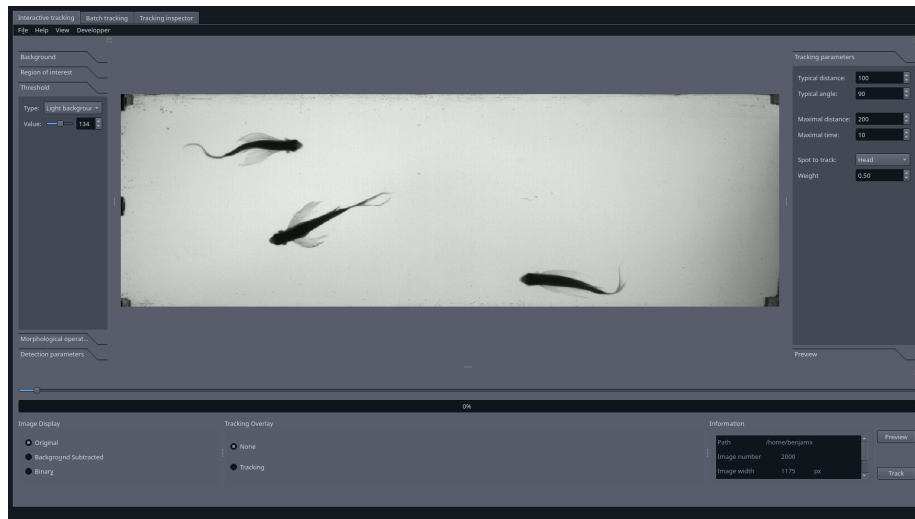 Interactive tracking Batch tracking Tracking inspector
File Help View Developper
Background
Region of interest
Threshold
Type: Light backgrour
Value: 134
Morphological operat...
Detection parameters
Tracking parameters
Typical distance: 100
Typical angle: 90
Maximal distance: 200
Maximal time: 10
Spot to track: Head
Weight 0.50
Preview
0%
Image Display
Original
Background Subtracted
Binary
Tracking Overlay
None
Tracking
Information
Path /home/benjamin
Image number 2000
Image width 1175 px
Preview
Track